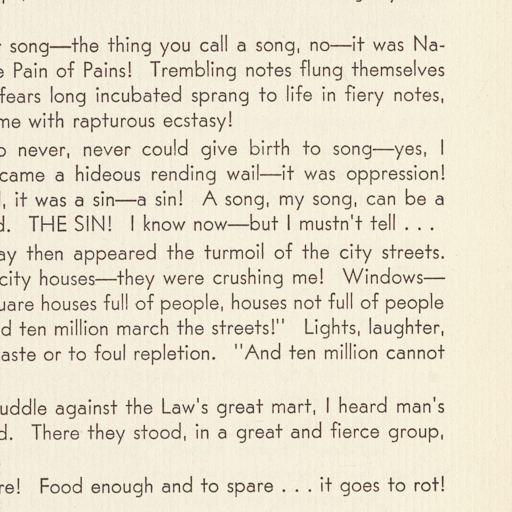 song—the thing you call a song, no—it was Na-
Pain of Pains! Trembling notes flung themselves
fears long incubated sprang to life in fiery notes,
me with rapturous ecstasy!
never, never could give birth to song—yes, I
came a hideous rending wail—it was oppression!
, it was a sin—a sin! A song, my song, can be a
d. THE SIN! I know now—but I mustn't tell . . .
ay then appeared the turmoil of the city streets.
city houses—they were crushing me! Windows—
uare houses full of people, houses not full of people
d ten million march the streets!" Lights, laughter,
aste or to foul repletion. "And ten million cannot
uddle against the Law's great mart, I heard man's
d. There they stood, in a great and fierce group,
re! Food enough and to spare . . . it goes to rot!